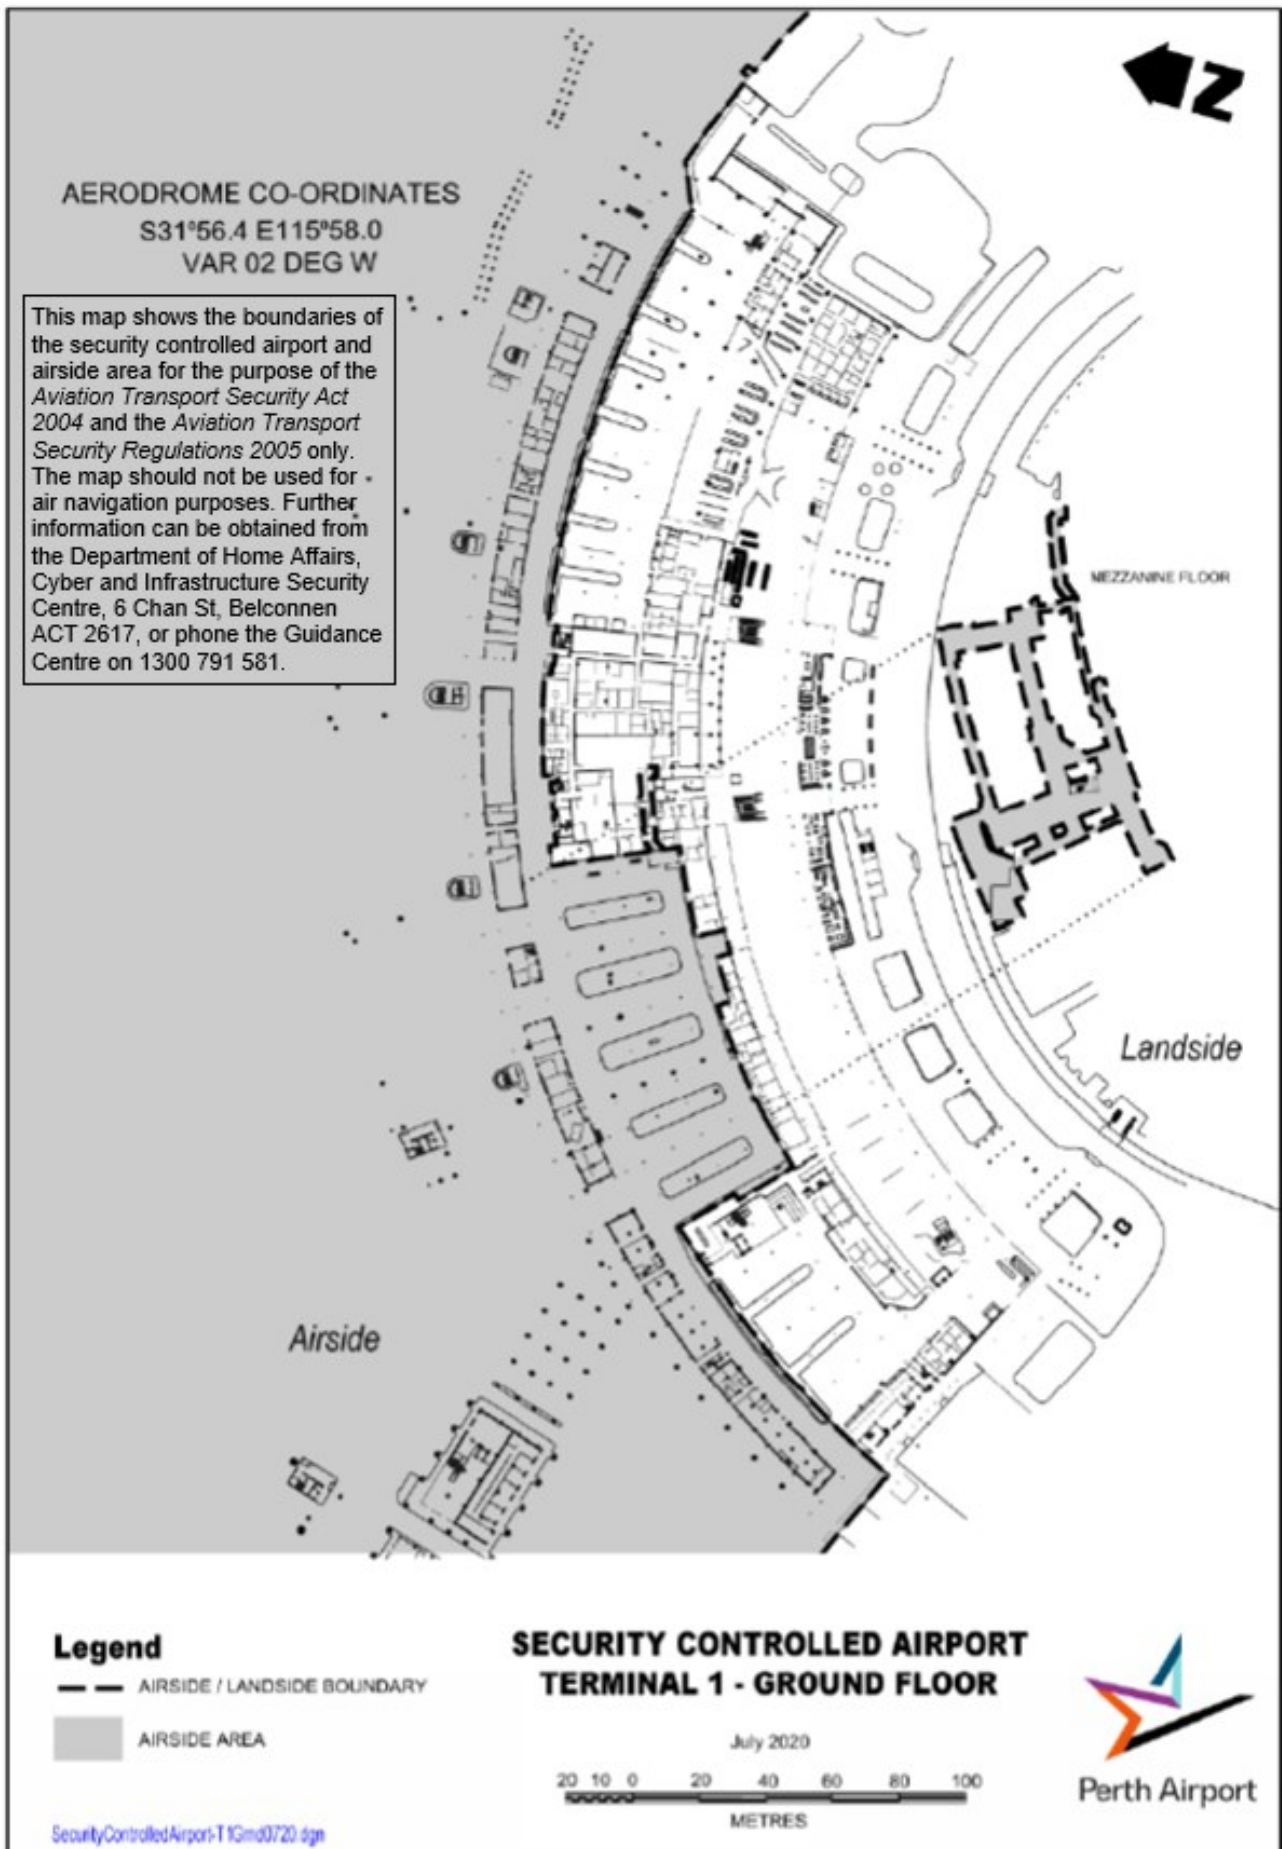 N
AERODROME CO-ORDINATES
S31°56.4 E115°58.0
VAR 02 DEG W
This map shows the boundaries of
the security controlled airport and
airside area for the purpose of the
Aviation Transport Security Act
2004 and the Aviation Transport
Security Regulations 2005 only.
The map should not be used for
air navigation purposes. Further
information can be obtained from
the Department of Home Affairs,
Cyber and Infrastructure Security
Centre, 6 Chan St, Belconnen
ACT 2617, or phone the Guidance
Centre on 1300 791 581.
MEZZANINE FLOOR
Landside
Airside
Legend
AIRSIDE / LANDSIDE BOUNDARY
AIRSIDE AREA
SECURITY CONTROLLED AIRPORT
TERMINAL 1 - GROUND FLOOR
July 2020
20 10 0 20 40 60 80 100
METRES
Perth Airport
SecurityControlledAirport-T1Grnd0720.dgn